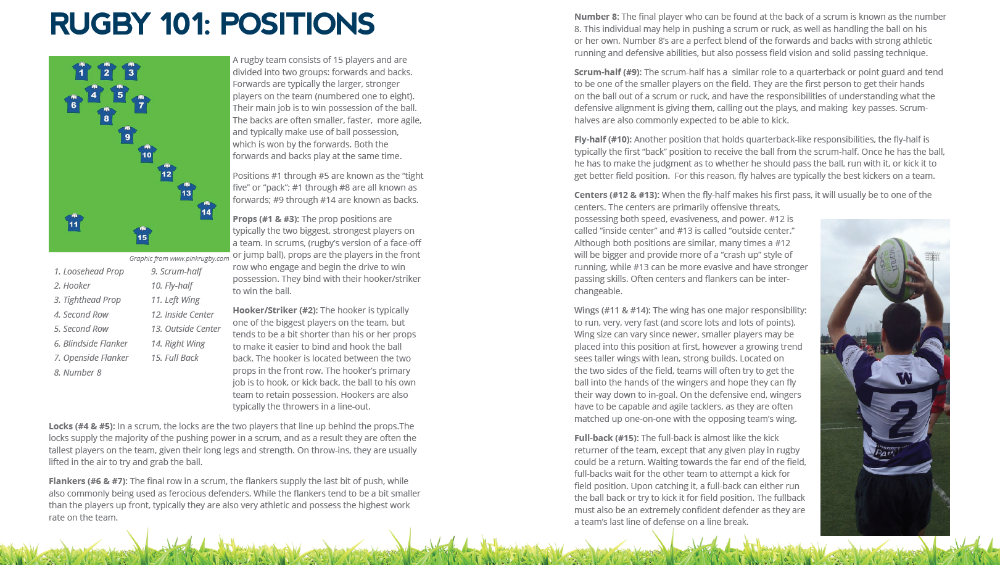 RUGBY 101: POSITIONS
1
2
3
4
5
6
7
8
9
10
12
13
14
11
15
Graphic from www.pinkrugby.com
1. Loosehead Prop
2. Hooker
3. Tighthead Prop
4. Second Row
5. Second Row
6. Blindside Flanker
7. Openside Flanker
8. Number 8
9. Scrum-half
10. Fly-half
11. Left Wing
12. Inside Center
13. Outside Center
14. Right Wing
15. Full Back
A rugby team consists of 15 players and are
divided into two groups: forwards and backs.
Forwards are typically the larger, stronger
players on the team (numbered one to eight).
Their main job is to win possession of the ball.
The backs are often smaller, faster,  more agile,
and typically make use of ball possession,
which is won by the forwards. Both the
forwards and backs play at the same time.
Positions #1 through #5 are known as the “tight
five” or “pack”; #1 through #8 are all known as
forwards; #9 through #14 are known as backs.
Props (#1 & #3): The prop positions are
typically the two biggest, strongest players on
a team. In scrums, (rugby’s version of a face-off
or jump ball), props are the players in the front
row who engage and begin the drive to win
possession. They bind with their hooker/striker
to win the ball.
Hooker/Striker (#2): The hooker is typically
one of the biggest players on the team, but
tends to be a bit shorter than his or her props
to make it easier to bind and hook the ball
back. The hooker is located between the two
props in the front row. The hooker’s primary
job is to hook, or kick back, the ball to his own
team to retain possession. Hookers are also
typically the throwers in a line-out.
Locks (#4 & #5): In a scrum, the locks are the two players that line up behind the props.The
locks supply the majority of the pushing power in a scrum, and as a result they are often the
tallest players on the team, given their long legs and strength. On throw-ins, they are usually
lifted in the air to try and grab the ball.
Flankers (#6 & #7): The final row in a scrum, the flankers supply the last bit of push, while
also commonly being used as ferocious defenders. While the flankers tend to be a bit smaller
than the players up front, typically they are also very athletic and possess the highest work
rate on the team.
Number 8: The final player who can be found at the back of a scrum is known as the number
8. This individual may help in pushing a scrum or ruck, as well as handling the ball on his
or her own. Number 8’s are a perfect blend of the forwards and backs with strong athletic
running and defensive abilities, but also possess field vision and solid passing technique.
Scrum-half (#9): The scrum-half has a  similar role to a quarterback or point guard and tend
to be one of the smaller players on the field. They are the first person to get their hands
on the ball out of a scrum or ruck, and have the responsibilities of understanding what the
defensive alignment is giving them, calling out the plays, and making  key passes. Scrum-
halves are also commonly expected to be able to kick.
Fly-half (#10): Another position that holds quarterback-like responsibilities, the fly-half is
typically the first “back” position to receive the ball from the scrum-half. Once he has the ball,
he has to make the judgment as to whether he should pass the ball, run with it, or kick it to
get better field position.  For this reason, fly halves are typically the best kickers on a team.
Centers (#12 & #13): When the fly-half makes his first pass, it will usually be to one of the
centers. The centers are primarily offensive threats,
possessing both speed, evasiveness, and power. #12 is
called “inside center” and #13 is called “outside center.”
Although both positions are similar, many times a #12
will be bigger and provide more of a “crash up” style of
running, while #13 can be more evasive and have stronger
passing skills. Often centers and flankers can be inter-
changeable.
Wings (#11 & #14): The wing has one major responsibility:
to run, very, very fast (and score lots and lots of points).
Wing size can vary since newer, smaller players may be
placed into this position at first, however a growing trend
sees taller wings with lean, strong builds. Located on
the two sides of the field, teams will often try to get the
ball into the hands of the wingers and hope they can fly
their way down to in-goal. On the defensive end, wingers
have to be capable and agile tacklers, as they are often
matched up one-on-one with the opposing team’s wing.
Full-back (#15): The full-back is almost like the kick
returner of the team, except that any given play in rugby
could be a return. Waiting towards the far end of the field,
full-backs wait for the other team to attempt a kick for
field position. Upon catching it, a full-back can either run
the ball back or try to kick it for field position. The fullback
must also be an extremely confident defender as they are
a team’s last line of defense on a line break.
WORLD
RUGBY
SHOP
W
2